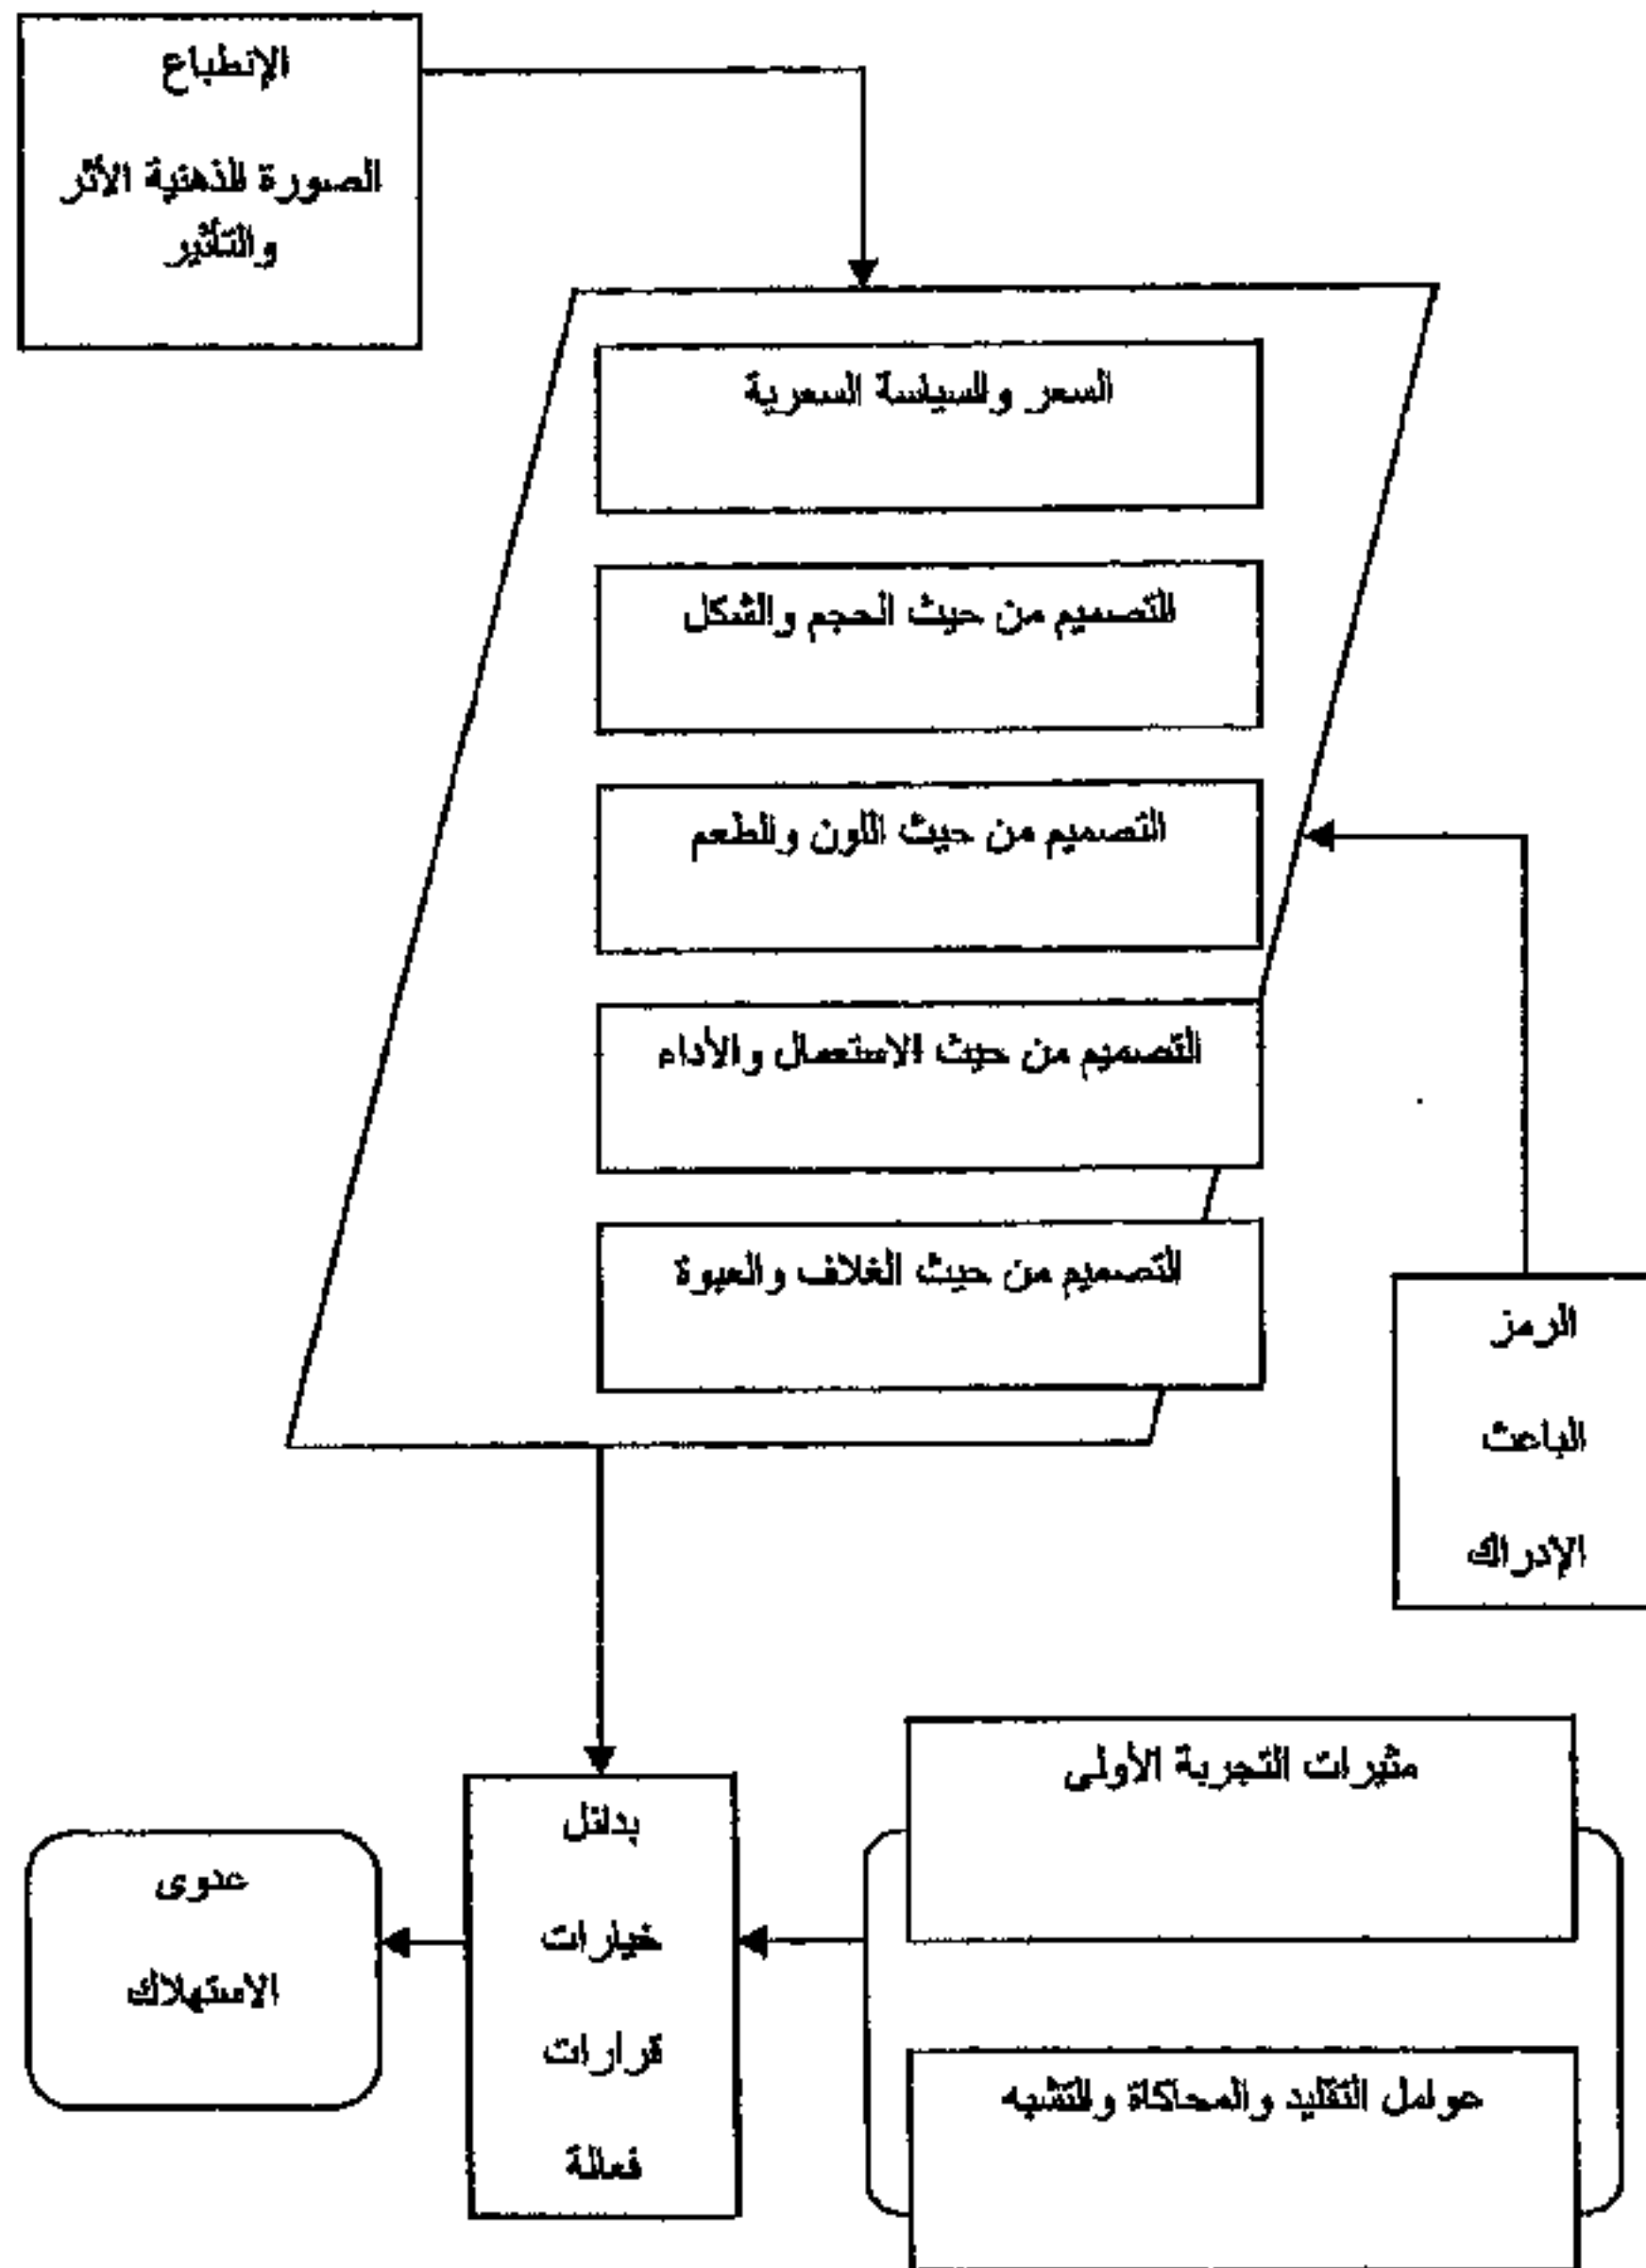 الإنطباع
الصورة الذهنية الأثر
والتأثير
السعر والسياسة السعرية
التصميم من حيث الحجم والشكل
التصميم من حيث اللون والطعم
التصميم من حيث الاستعمال والأداء
التصميم من حيث الغلاف والعبوة
الرمز
الباعث
الإدراك
مثيرات التجربة الأولى
عوامل التقليد والمحاكاة والتشبه
بدائل
خيارات
قرارات
فعالة
عدوى
الاستهلاك